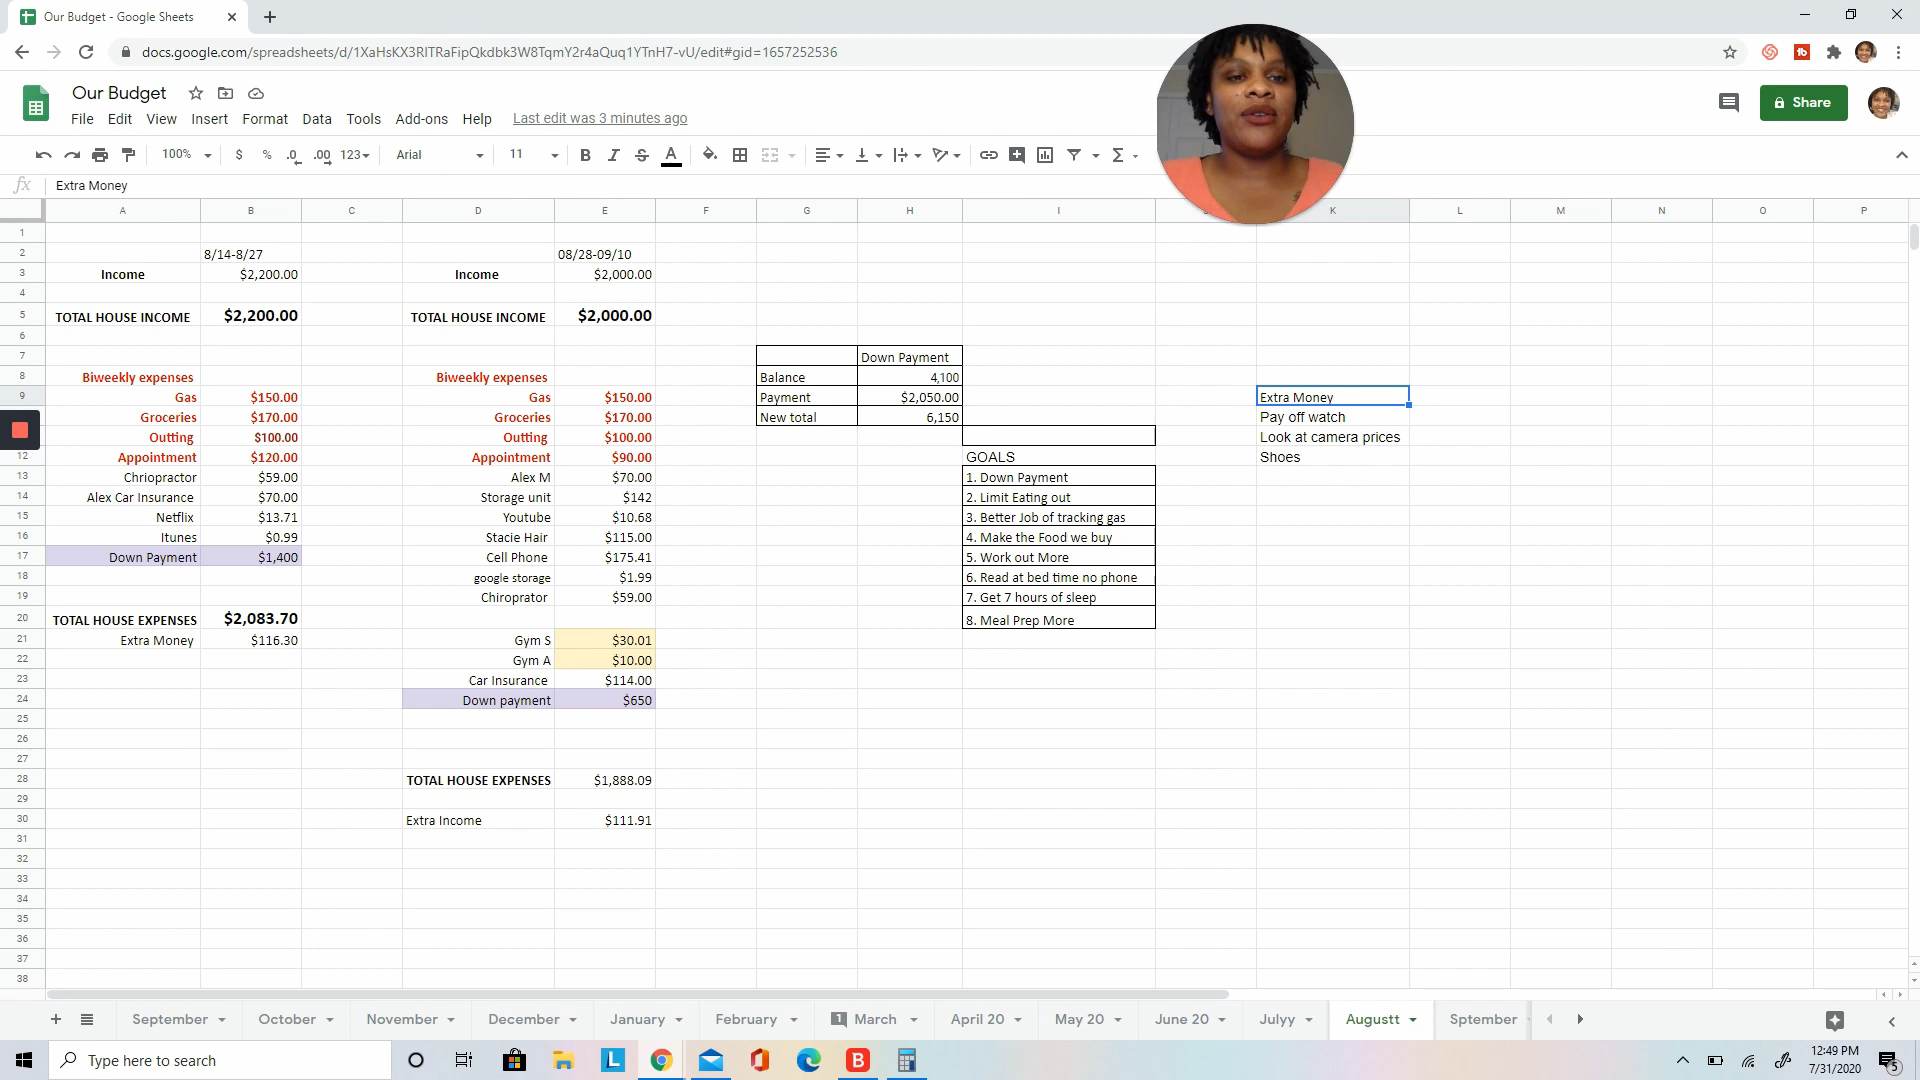 Our Budget - Google Sheets
docs.google.com/spreadsheets/d/1XaHsKX3RITRaFipQkdbk3W8TqmY2r4aQuq1YTnH7-vU/edit#gid=1657252536
Our Budget
File Edit View Insert Format Data Tools Add-ons Help Last edit was 3 minutes ago
Share
100% $ % .0 .00 123 Arial 11 B I S A
fx Extra Money
A B C D E F G H I K L M N O P
1
2 8/14-8/27 08/28-09/10
3 Income $2,200.00 Income $2,000.00
4
5 TOTAL HOUSE INCOME $2,200.00 TOTAL HOUSE INCOME $2,000.00
6
7 Down Payment
8 Biweekly expenses Biweekly expenses Balance 4,100
9 Gas $150.00 Gas $150.00 Payment $2,050.00 Extra Money
Groceries $170.00 Groceries $170.00 New total 6,150 Pay off watch
Outting $100.00 Outting $100.00 Look at camera prices
12 Appointment $120.00 Appointment $90.00 GOALS Shoes
13 Chriopractor $59.00 Alex M $70.00 1. Down Payment
14 Alex Car Insurance $70.00 Storage unit $142 2. Limit Eating out
15 Netflix $13.71 Youtube $10.68 3. Better Job of tracking gas
16 Itunes $0.99 Stacie Hair $115.00 4. Make the Food we buy
17 Down Payment $1,400 Cell Phone $175.41 5. Work out More
18 google storage $1.99 6. Read at bed time no phone
19 Chiroprator $59.00 7. Get 7 hours of sleep
20 TOTAL HOUSE EXPENSES $2,083.70 8. Meal Prep More
21 Extra Money $116.30 Gym S $30.01
22 Gym A $10.00
23 Car Insurance $114.00
24 Down payment $650
25
26
27
28 TOTAL HOUSE EXPENSES $1,888.09
29
30 Extra Income $111.91
31
32
33
34
35
36
37
38
September October November December January February 1 March April 20 May 20 June 20 Julyy Augustt Sptember
Type here to search
L
B
12:49 PM
7/31/2020
5